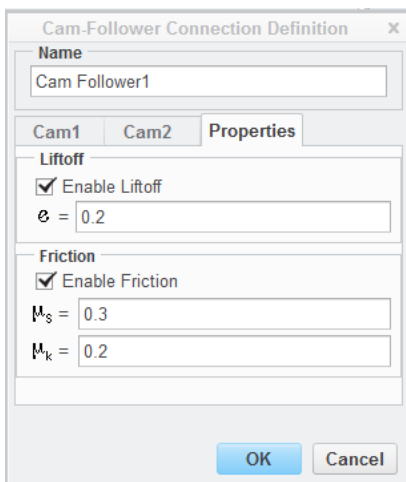 Cam-Follower Connection Definition x
Name
Cam Follower1
Cam1 Cam2 Properties
Liftoff
Enable Liftoff
e = 0.2
Friction
Enable Friction
μs = 0.3
μk = 0.2
OK Cancel